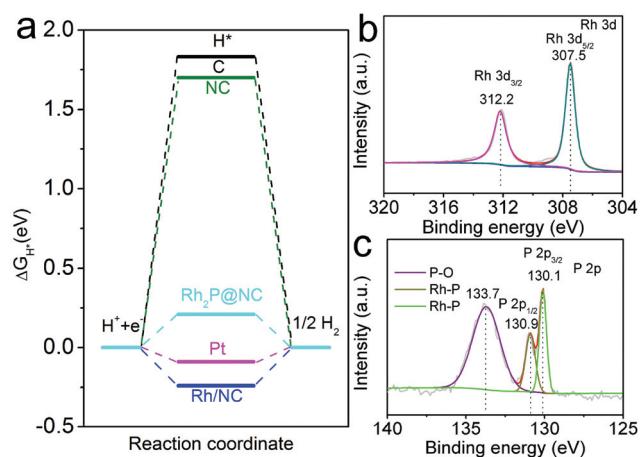 a
2.0
1.5
1.0
0.5
0.0
-0.5
ΔG_H*(eV)
H*
C
NC
Rh₂P@NC
H⁺+e⁻
1/2 H₂
Pt
Rh/NC
Reaction coordinate
b
Rh 3d
Rh 3d₅/₂
307.5
Rh 3d₃/₂
312.2
Intensity (a.u.)
320 316 312 308 304
Binding energy (eV)
c
P 2p₃/₂
130.1
P 2p
P-O
Rh-P
Rh-P
133.7
P 2p₁/₂
130.9
Intensity (a.u.)
140 135 130 125
Binding energy (eV)